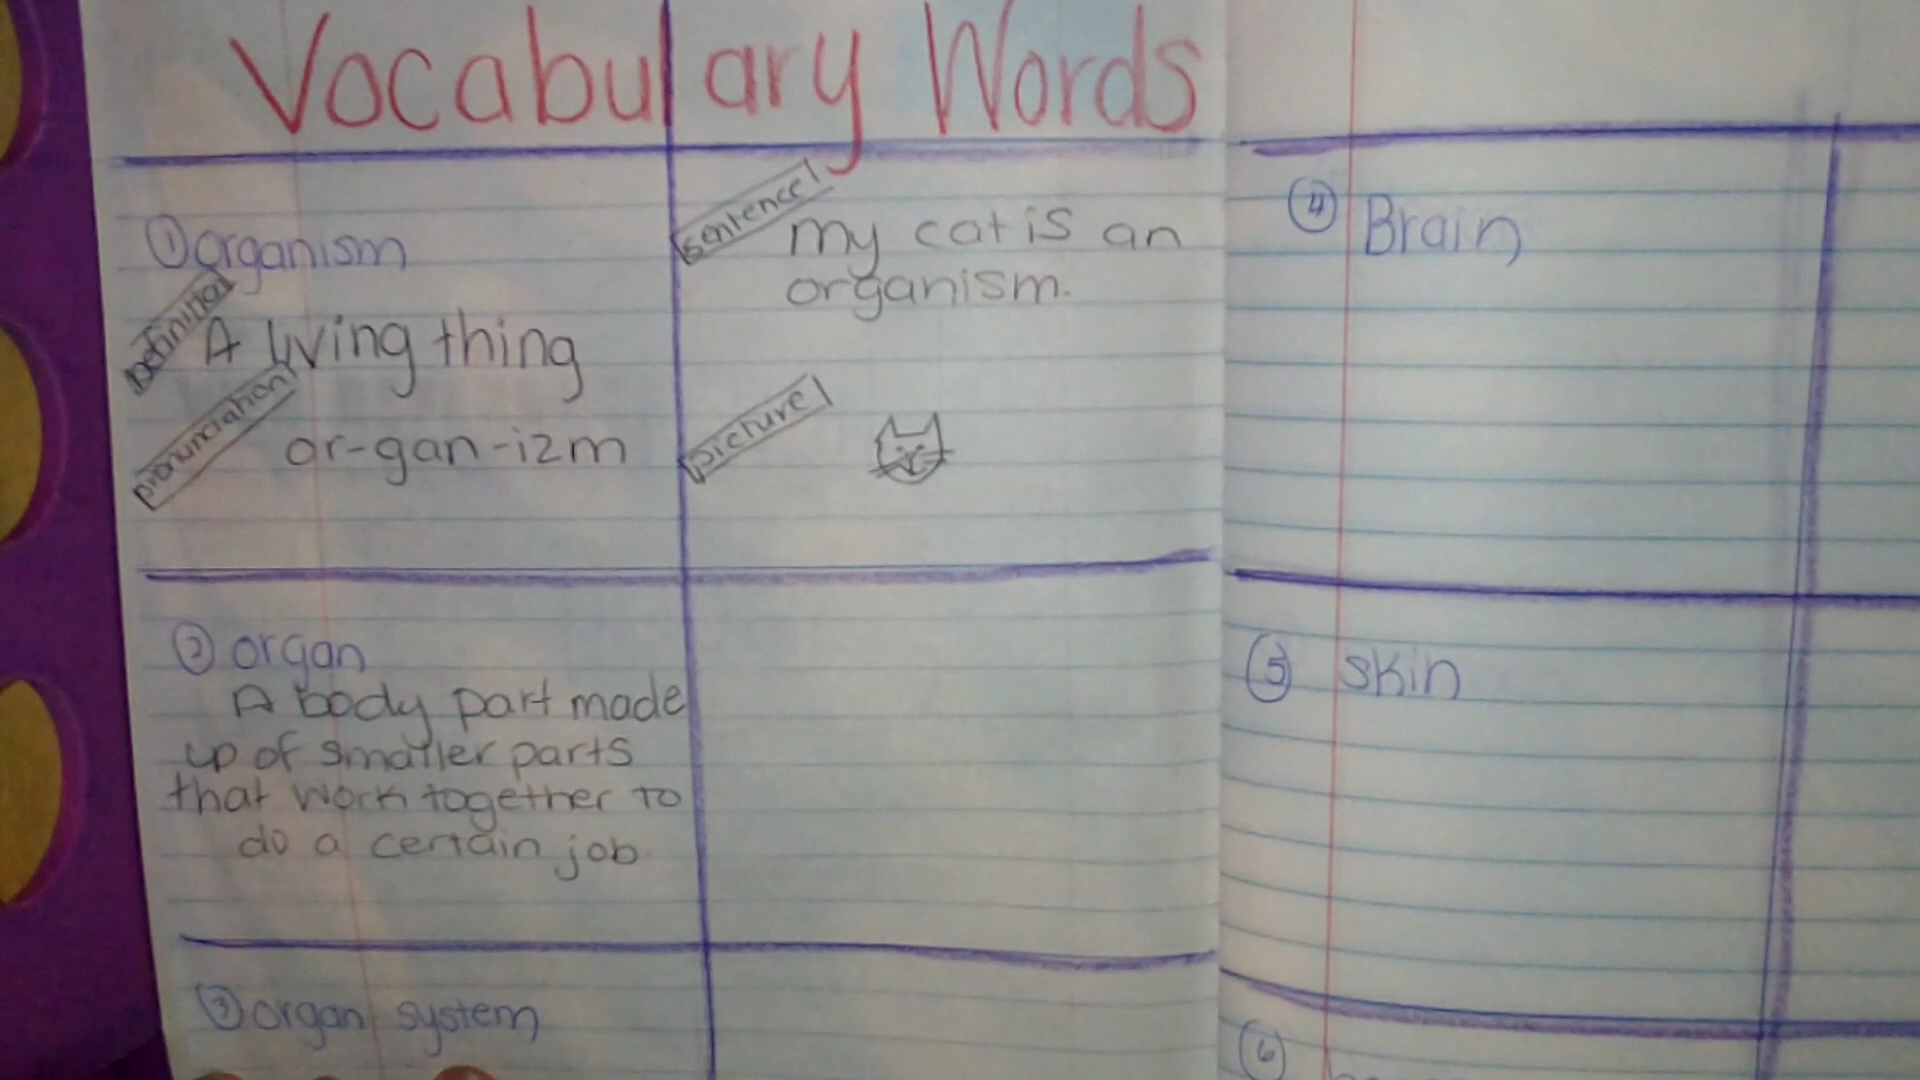 Vocabulary Words
① organism
Definition
A living thing
pronunciation
or-gan-izm
sentence
my cat is an
organism.
picture
② organ
A body part made
up of smaller parts
that work together to
do a certain job
③ organ system
④ Brain
⑤ skin
⑥